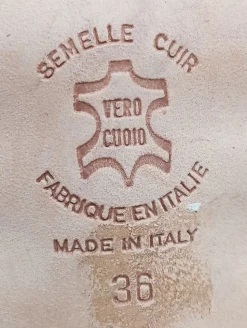 SEMELLE CUIR
VERO
CUOIO
FABRIQUE EN ITALIE
MADE IN ITALY
36